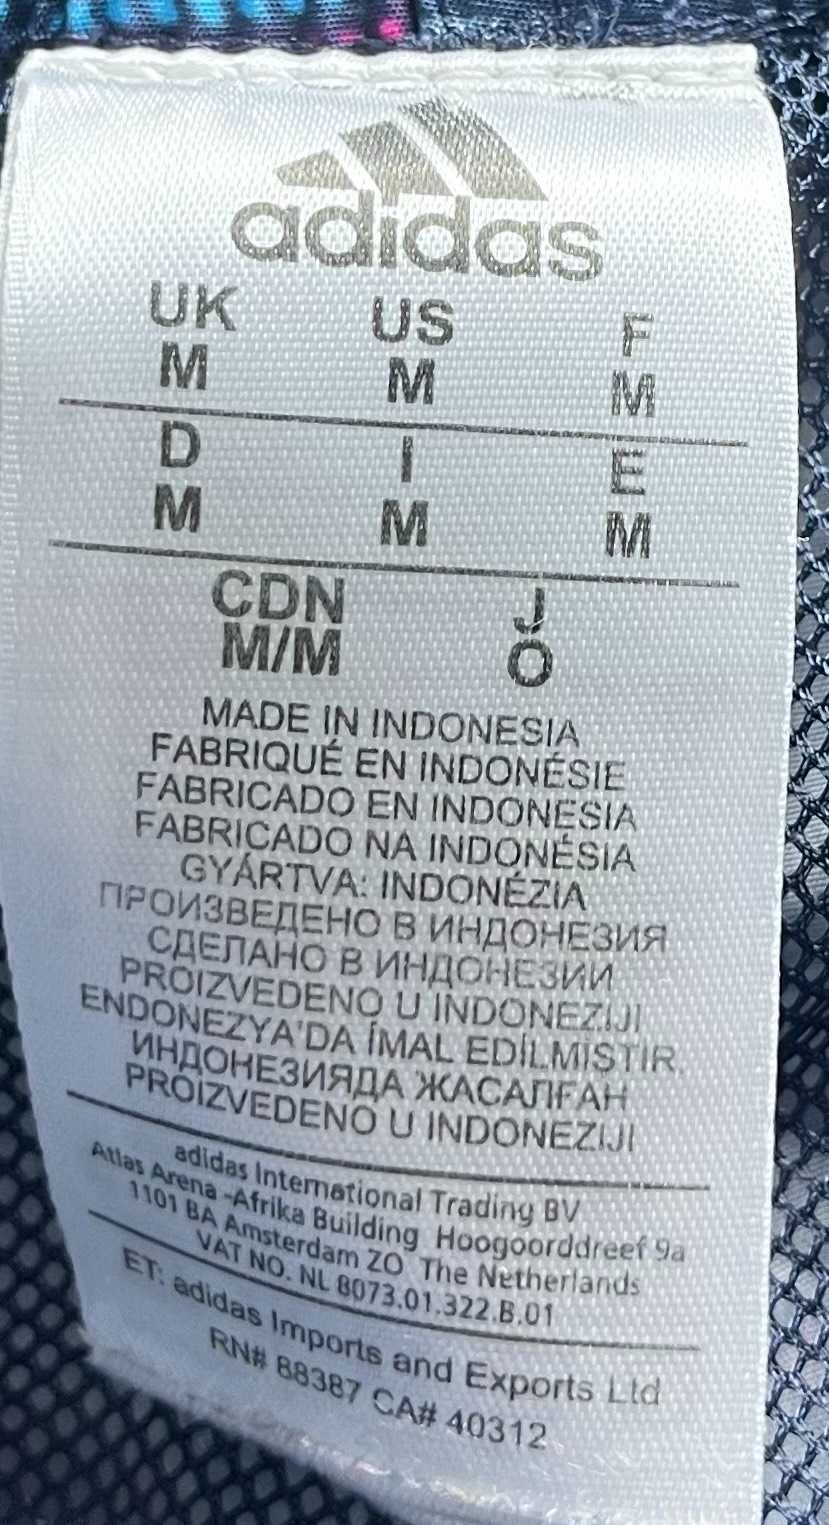 adidas
UK US F
M M M
D I E
M M M
CDN J
M/M O
MADE IN INDONESIA
FABRIQUÉ EN INDONÉSIE
FABRICADO EN INDONESIA
FABRICADO NA INDONÉSIA
GYÁRTVA: INDONÉZIA
ПРОИЗВЕДЕНО В ИНДОНЕЗИЯ
СДЕЛАНО В ИНДОНЕЗИИ
PROIZVEDENO U INDONEZIJI
ENDONEZYA'DA İMAL EDİLMİSTİR.
ИНДОНЕЗИЯДА ЖАСАЛҒАН
PROIZVEDENO U INDONEZIJI
adidas International Trading BV
Atlas Arena -Afrika Building Hoogoorddreef 9a
1101 BA Amsterdam ZO The Netherlands
VAT NO. NL 8073.01.322.B.01
ET: adidas Imports and Exports Ltd
RN# 88387 CA# 40312